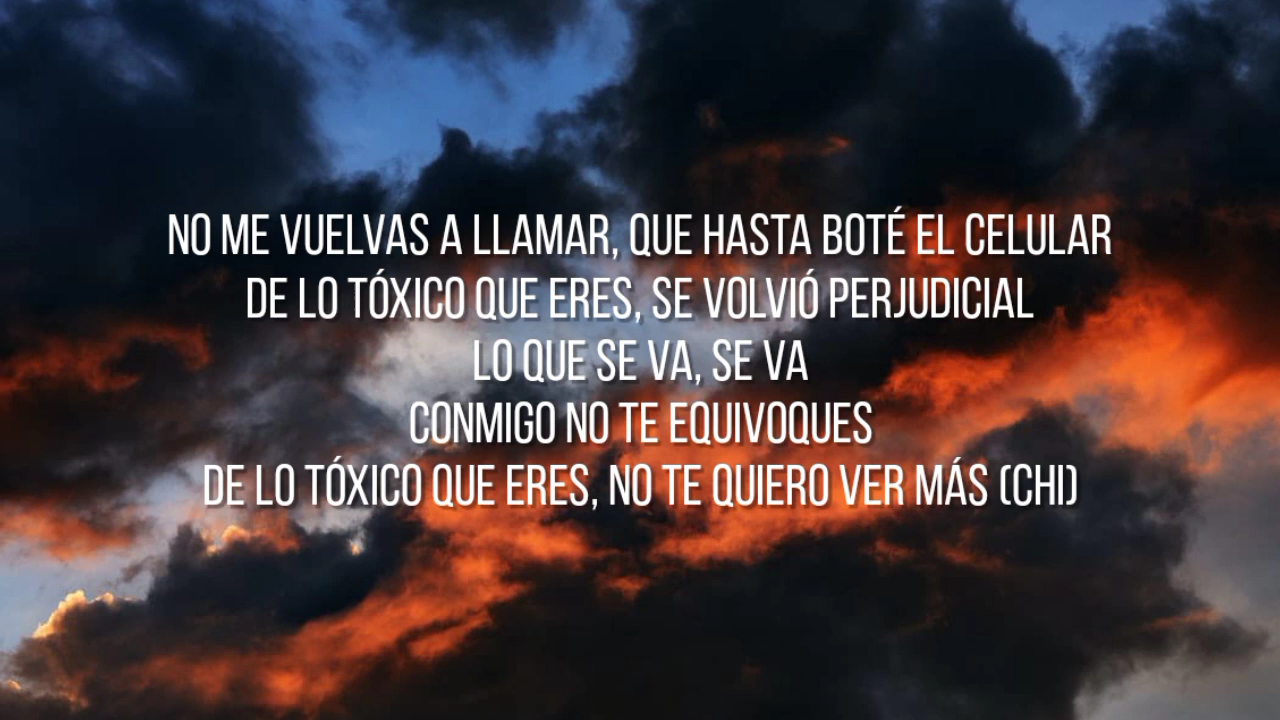 NO ME VUELVAS A LLAMAR, QUE HASTA BOTÉ EL CELULAR
DE LO TÓXICO QUE ERES, SE VOLVIÓ PERJUDICIAL
LO QUE SE VA, SE VA
CONMIGO NO TE EQUIVOQUES
DE LO TÓXICO QUE ERES, NO TE QUIERO VER MÁS (CHI)